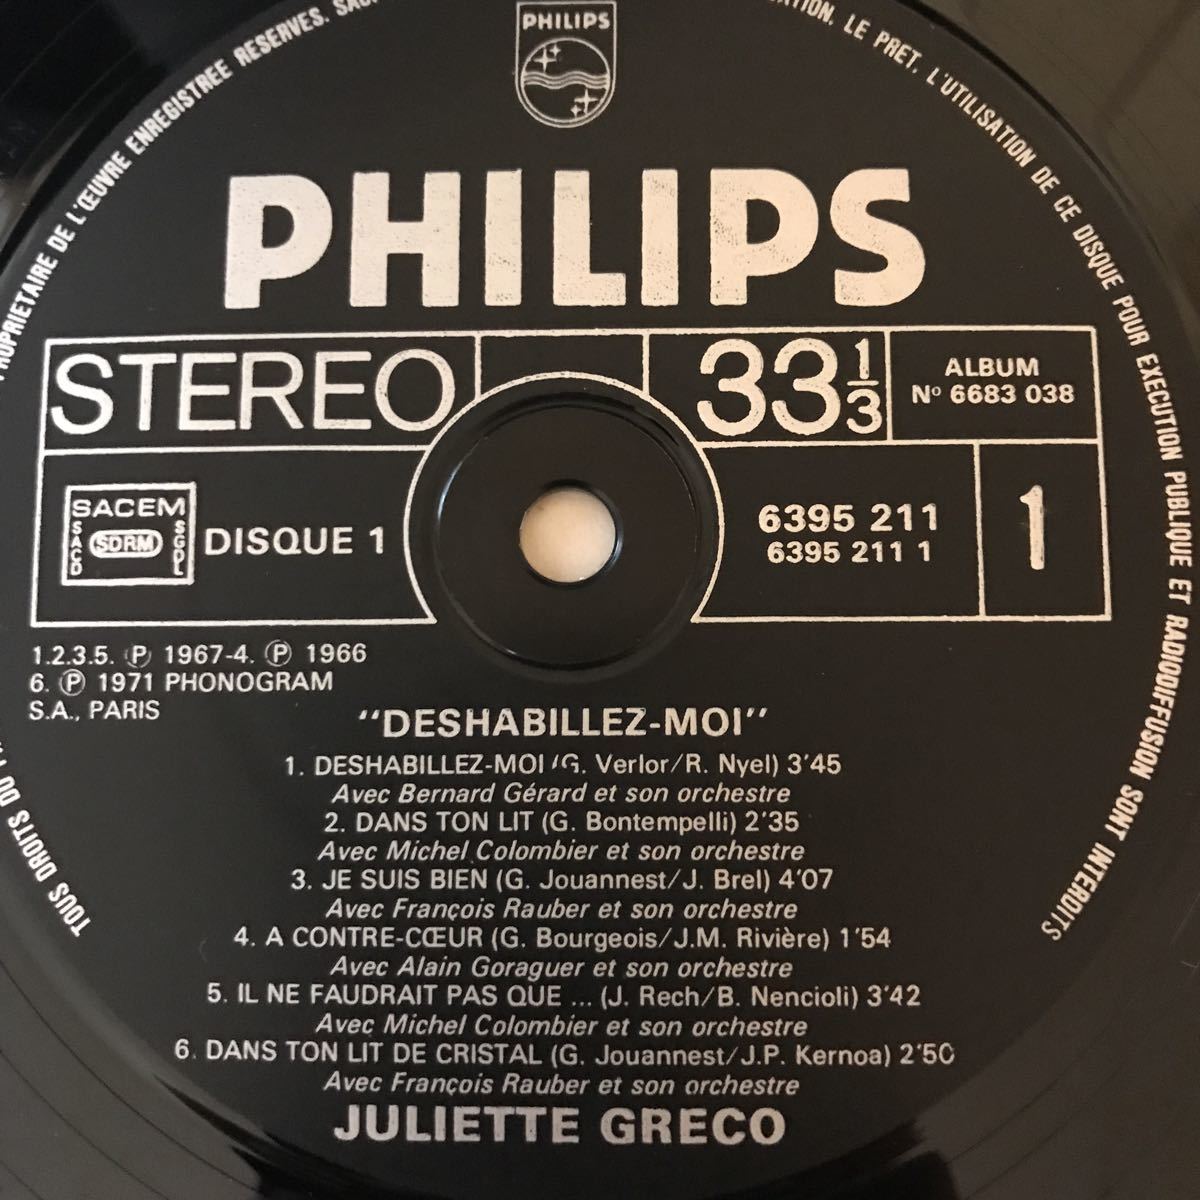 PHILIPS
PHILIPS
STEREO
33 1/3
ALBUM
Nº 6683 038
SACEM
SACD
SDRM
SGDL
DISQUE 1
6395 211
6395 211 1
1
1.2.3.5. ℗ 1967-4. ℗ 1966
6. ℗ 1971 PHONOGRAM
S.A., PARIS
"DESHABILLEZ-MOI"
1. DESHABILLEZ-MOI (G. Verlor/R. Nyel) 3'45
Avec Bernard Gérard et son orchestre
2. DANS TON LIT (G. Bontempelli) 2'35
Avec Michel Colombier et son orchestre
3. JE SUIS BIEN (G. Jouannest/J. Brel) 4'07
Avec François Rauber et son orchestre
4. A CONTRE-CŒUR (G. Bourgeois/J.M. Rivière) 1'54
Avec Alain Goraguer et son orchestre
5. IL NE FAUDRAIT PAS QUE ... (J. Rech/B. Nencioli) 3'42
Avec Michel Colombier et son orchestre
6. DANS TON LIT DE CRISTAL (G. Jouannest/J.P. Kernoa) 2'50
Avec François Rauber et son orchestre
JULIETTE GRECO
TOUS DROITS DU PROPRIETAIRE DE L'ŒUVRE ENREGISTREE RESERVES. LE PRET, L'UTILISATION DE CE DISQUE POUR EXECUTION PUBLIQUE ET RADIODIFFUSION SONT INTERDITS